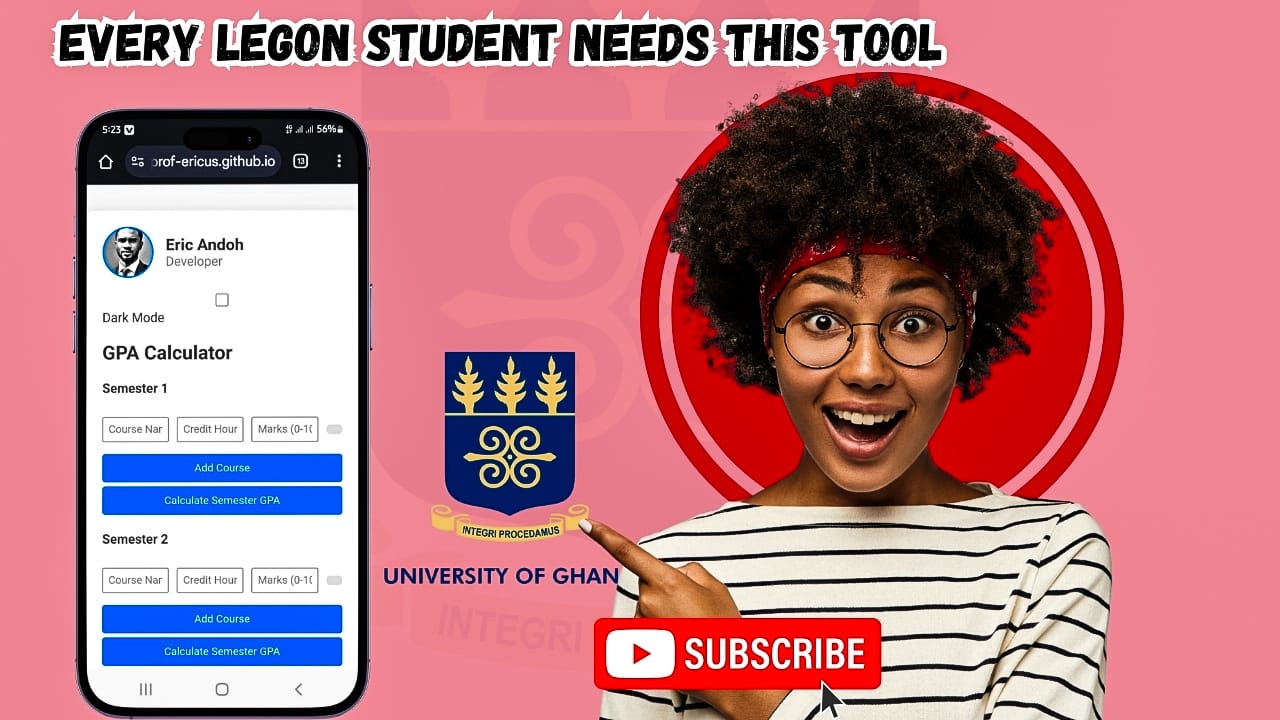 EVERY LEGON STUDENT NEEDS THIS TOOL
5:23
56%
rof-ericus.github.io
13
Eric Andoh
Developer
Dark Mode
GPA Calculator
Semester 1
Course Nar
Credit Hour
Marks (0-10
Add Course
Calculate Semester GPA
Semester 2
Course Nar
Credit Hour
Marks (0-10
Add Course
Calculate Semester GPA
INTEGRI PROCEDAMUS
UNIVERSITY OF GHAN
INTEGRI
SUBSCRIBE